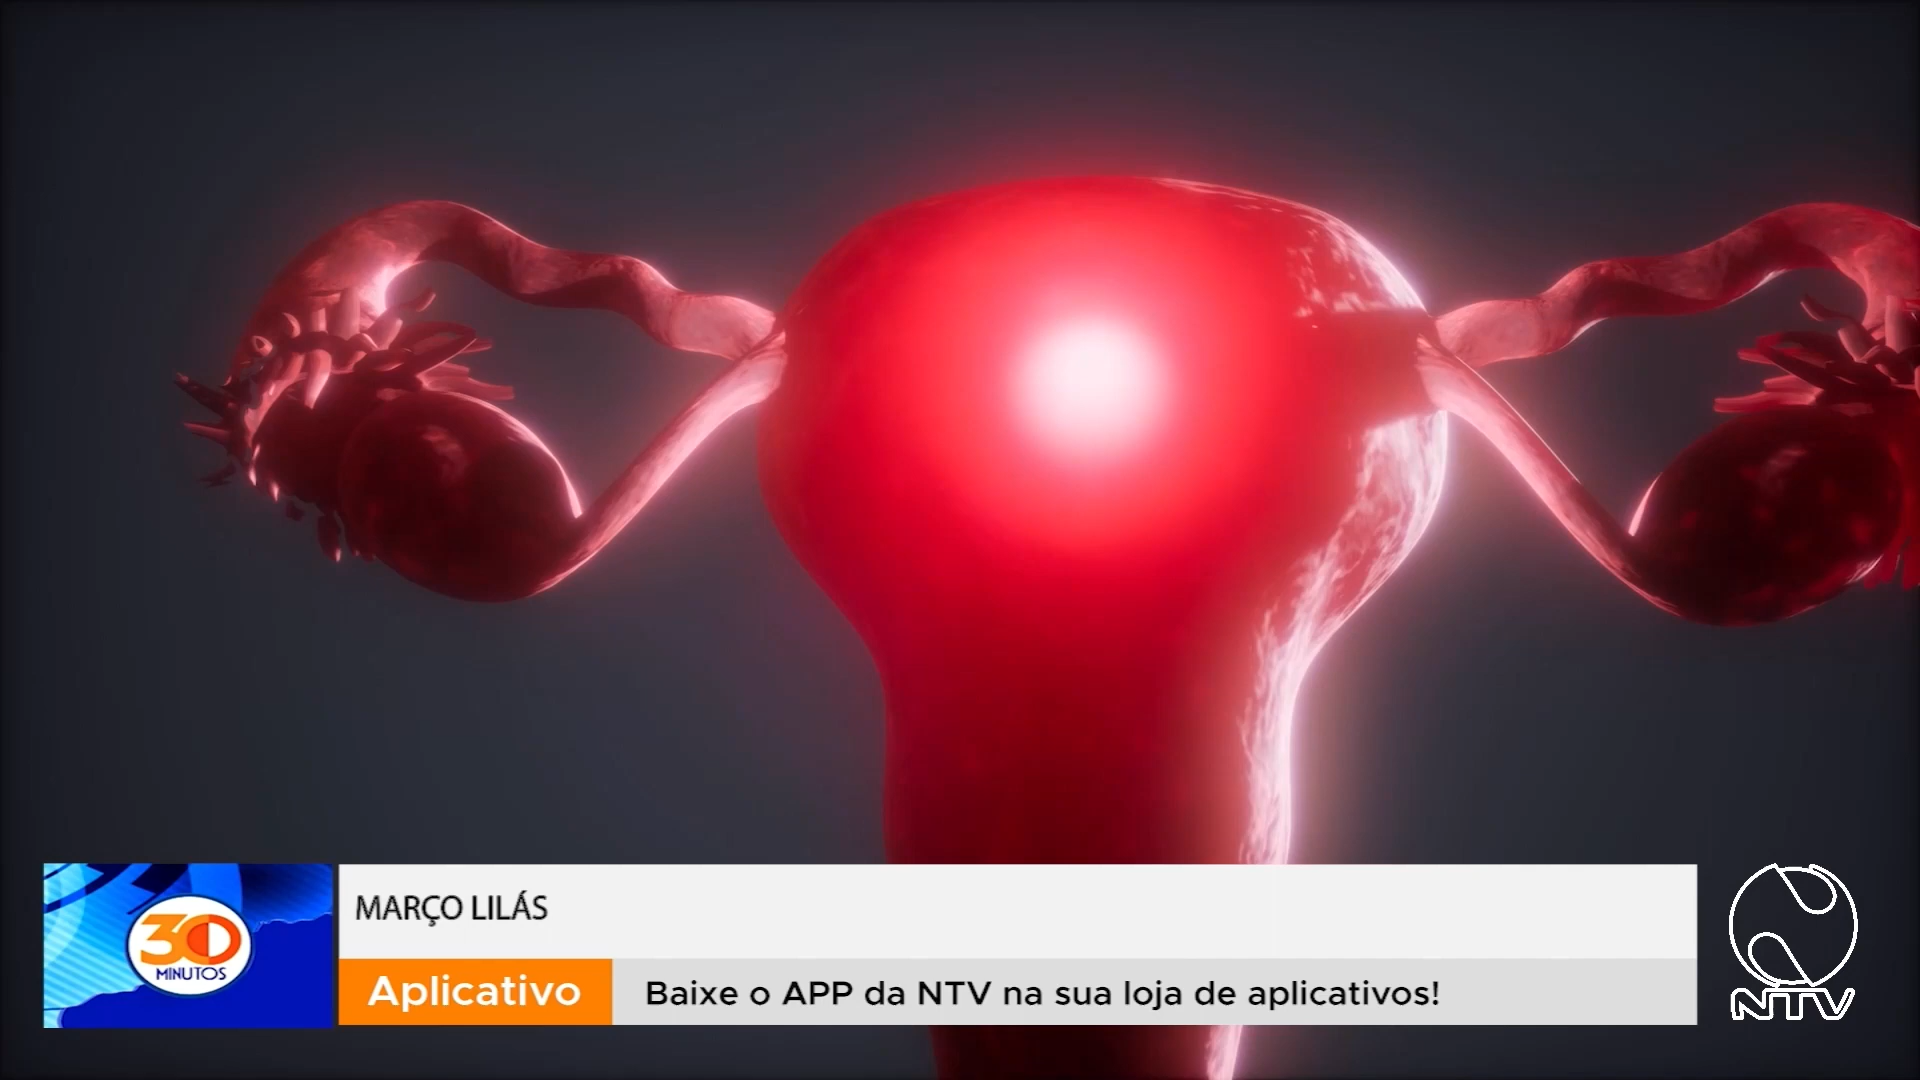 MARÇO LILÁS
30
MINUTOS
Aplicativo
Baixe o APP da NTV na sua loja de aplicativos!
NTV